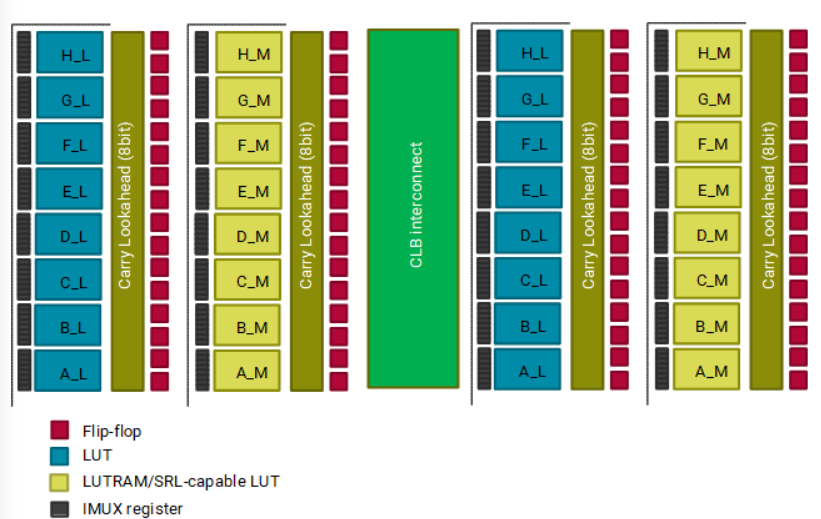 H_L
G_L
F_L
E_L
D_L
C_L
B_L
A_L
Carry Lookahead (8bit)
H_M
G_M
F_M
E_M
D_M
C_M
B_M
A_M
Carry Lookahead (8bit)
CLB interconnect
H_L
G_L
F_L
E_L
D_L
C_L
B_L
A_L
Carry Lookahead (8bit)
H_M
G_M
F_M
E_M
D_M
C_M
B_M
A_M
Carry Lookahead (8bit)
Flip-flop
LUT
LUTRAM/SRL-capable LUT
IMUX register